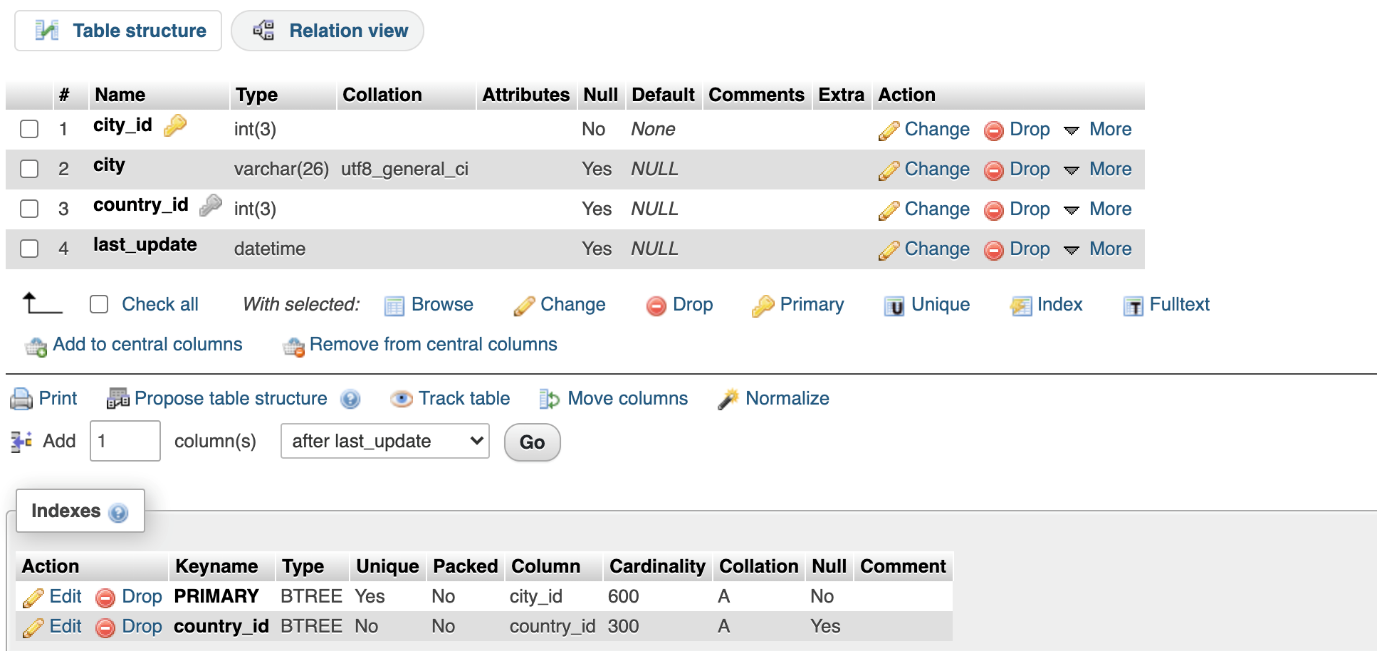 Table structure Relation view
# Name Type Collation Attributes Null Default Comments Extra Action
1 city_id int(3) No None Change Drop More
2 city varchar(26) utf8_general_ci Yes NULL Change Drop More
3 country_id int(3) Yes NULL Change Drop More
4 last_update datetime Yes NULL Change Drop More
Check all With selected: Browse Change Drop Primary Unique Index Fulltext
Add to central columns Remove from central columns
Print Propose table structure Track table Move columns Normalize
Add 1 column(s) after last_update Go
Indexes
Action Keyname Type Unique Packed Column Cardinality Collation Null Comment
Edit Drop PRIMARY BTREE Yes No city_id 600 A No
Edit Drop country_id BTREE No No country_id 300 A Yes